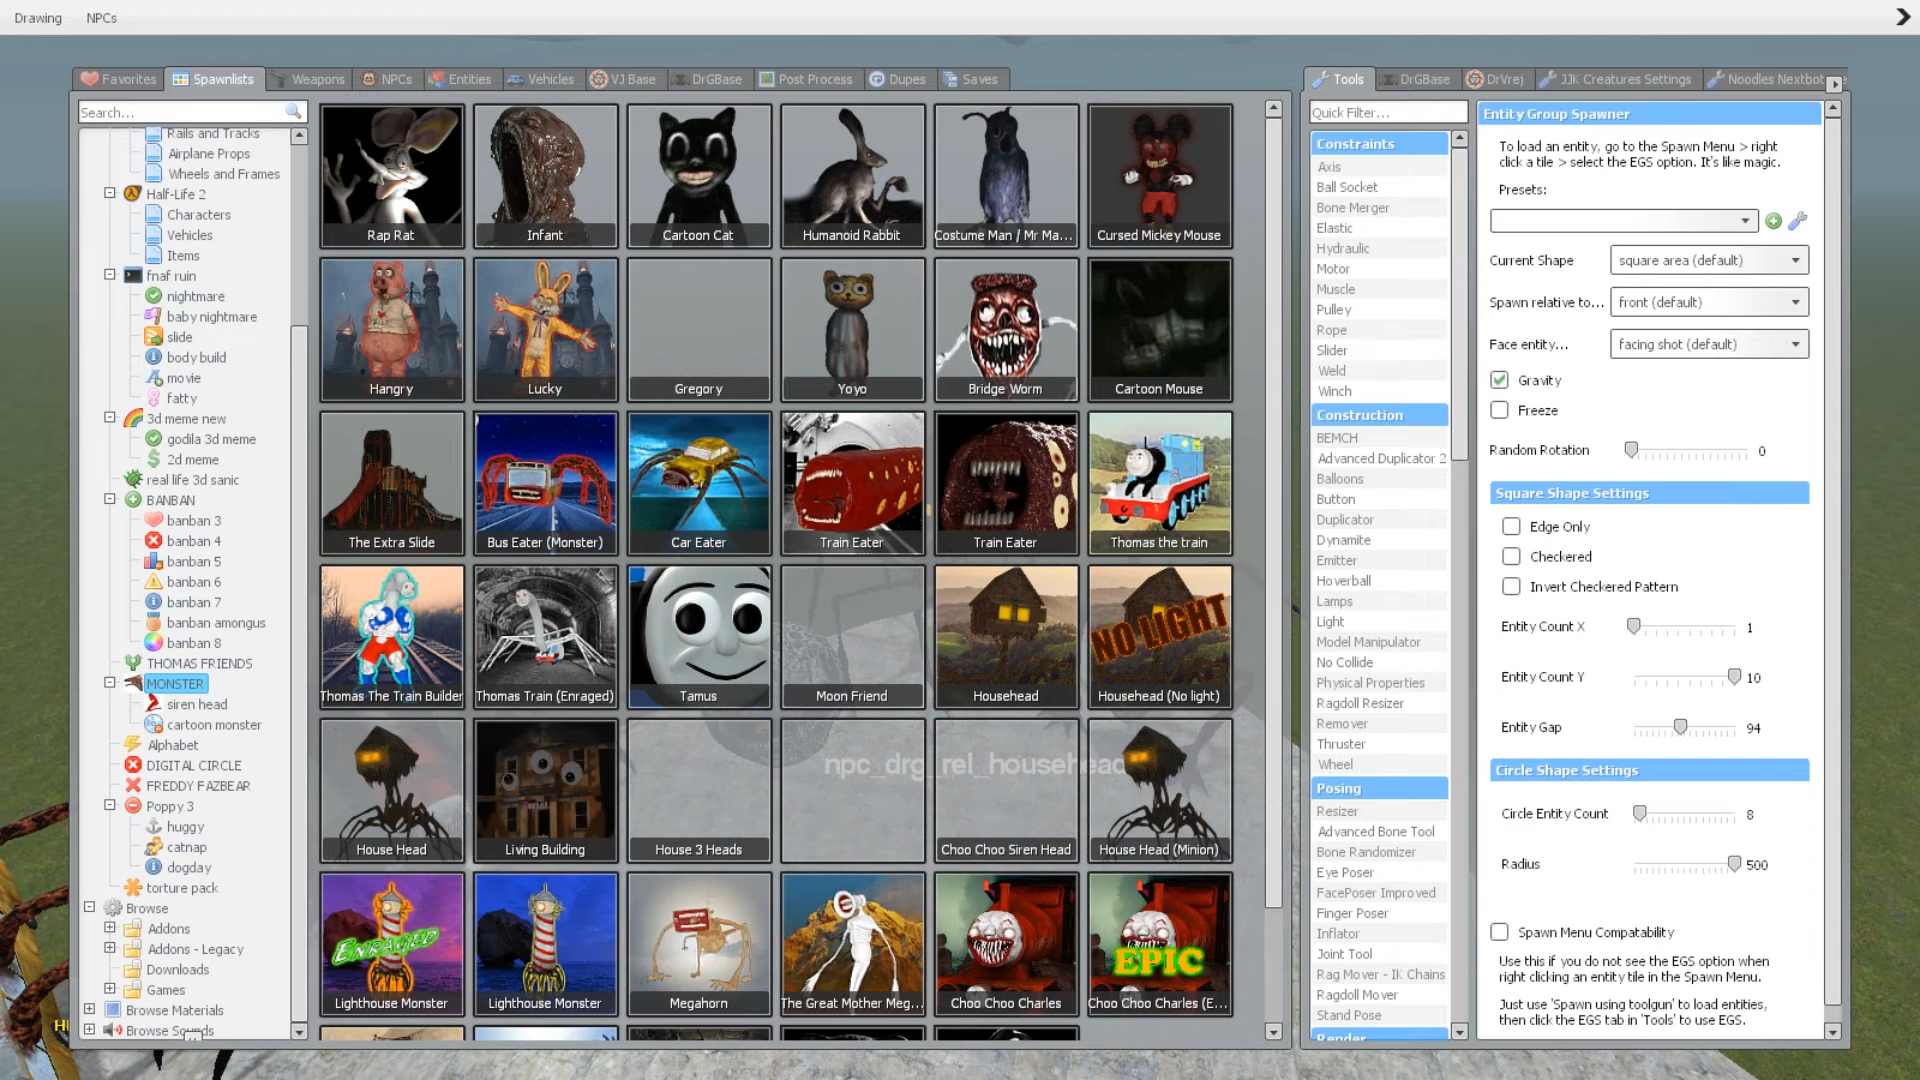 Drawing NPCs
Favorites Spawnlists Weapons NPCs Entities Vehicles VJ Base DrGBase Post Process Dupes Saves
Search...
Rails and Tracks
Airplane Props
Wheels and Frames
Half-Life 2
Characters
Vehicles
Items
fnaf ruin
nightmare
baby nightmare
slide
body build
movie
fatty
3d meme new
godila 3d meme
2d meme
real life 3d sanic
BANBAN
banban 3
banban 4
banban 5
banban 6
banban 7
banban amongus
banban 8
THOMAS FRIENDS
MONSTER
siren head
cartoon monster
Alphabet
DIGITAL CIRCLE
FREDDY FAZBEAR
Poppy 3
huggy
catnap
dogday
torture pack
Browse
Addons
Addons - Legacy
Downloads
Games
Browse Materials
Browse Sounds
Rap Rat Infant Cartoon Cat Humanoid Rabbit Costume Man / Mr Ma... Cursed Mickey Mouse
Hangry Lucky Gregory Yoyo Bridge Worm Cartoon Mouse
The Extra Slide Bus Eater (Monster) Car Eater Train Eater Train Eater Thomas the train
NO LIGHT
Thomas The Train Builder Thomas Train (Enraged) Tamus Moon Friend Househead Househead (No light)
npc_drg_rel_househead
House Head Living Building House 3 Heads Choo Choo Siren Head House Head (Minion)
ENRAGED EPIC
Lighthouse Monster Lighthouse Monster Megahorn The Great Mother Meg... Choo Choo Charles Choo Choo Charles (E...
Tools DrGBase DrVrej JJK Creatures Settings Noodles Nextbot
Quick Filter...
Constraints
Axis
Ball Socket
Bone Merger
Elastic
Hydraulic
Motor
Muscle
Pulley
Rope
Slider
Weld
Winch
Construction
BEMCH
Advanced Duplicator 2
Balloons
Button
Duplicator
Dynamite
Emitter
Hoverball
Lamps
Light
Model Manipulator
No Collide
Physical Properties
Ragdoll Resizer
Remover
Thruster
Wheel
Posing
Resizer
Advanced Bone Tool
Bone Randomizer
Eye Poser
FacePoser Improved
Finger Poser
Inflator
Joint Tool
Rag Mover - IK Chains
Ragdoll Mover
Stand Pose
Render
Entity Group Spawner
To load an entity, go to the Spawn Menu > right
click a tile > select the EGS option. It's like magic.
Presets:
Current Shape square area (default)
Spawn relative to... front (default)
Face entity... facing shot (default)
Gravity
Freeze
Random Rotation 0
Square Shape Settings
Edge Only
Checkered
Invert Checkered Pattern
Entity Count X 1
Entity Count Y 10
Entity Gap 94
Circle Shape Settings
Circle Entity Count 8
Radius 500
Spawn Menu Compatability
Use this if you do not see the EGS option when
right clicking an entity tile in the Spawn Menu.
Just use 'Spawn using toolgun' to load entities,
then click the EGS tab in 'Tools' to use EGS.